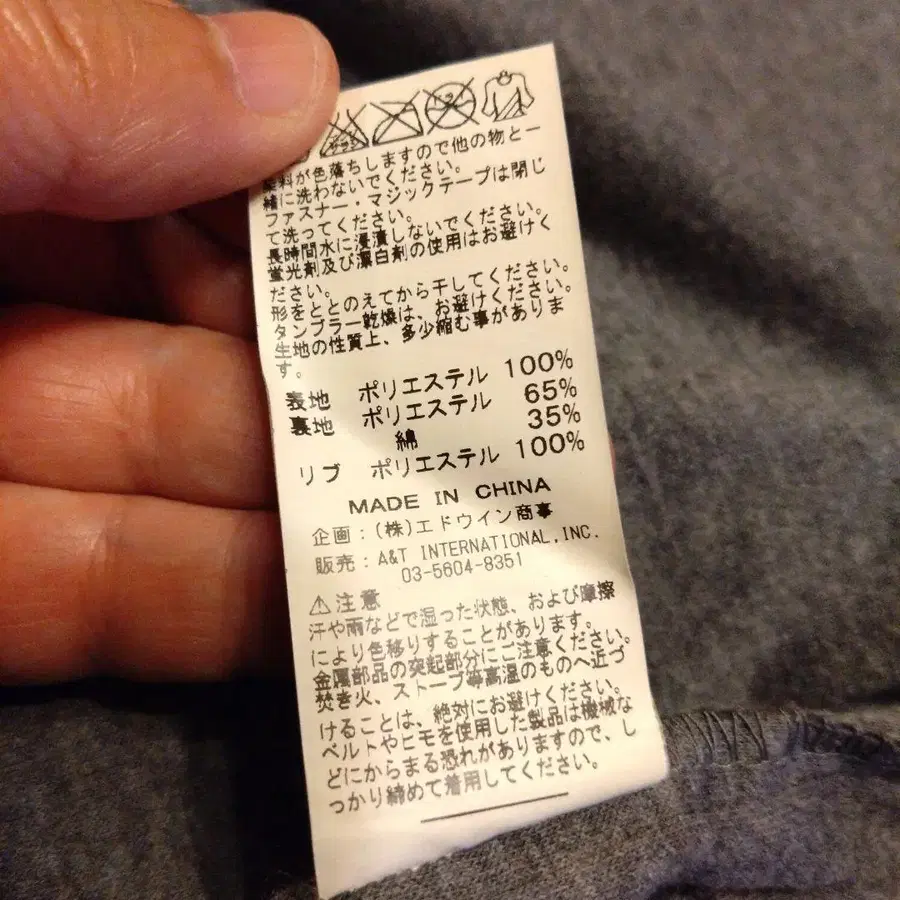 料が色落ちしますので他の物と一
緒に洗わないでください。
ファスナー・マジックテープは閉じ
て洗ってください。
長時間水に浸漬しないでください。
蛍光剤及び漂白剤の使用はお避けく
ださい。
形をととのえてから干してください。
タンブラー乾燥は、お避けください。
生地の性質上、多少縮む事がありま
す。
表地 ポリエステル 100%
裏地 ポリエステル 65%
綿 35%
リブ ポリエステル 100%
MADE IN CHINA
企画:(株)エドウイン商事
販売:A&T INTERNATIONAL,INC.
03-5604-8351
⚠注意
汗や雨などで湿った状態、および摩擦
により色移りすることがあります。
金属部品の突起部分にご注意ください。
焚き火、ストーブ等高温のものへ近づ
けることは、絶対にお避けください。
ベルトやヒモを使用した製品は機械な
どにからまる恐れがありますので、し
っかり締めて着用してください。